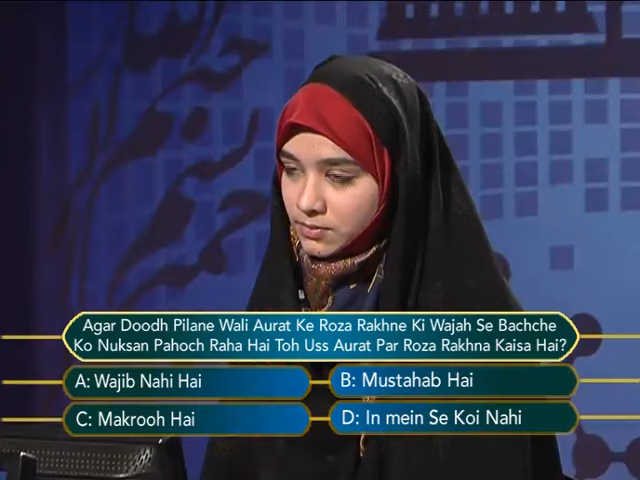 Agar Doodh Pilane Wali Aurat Ke Roza Rakhne Ki Wajah Se Bachche
Ko Nuksan Pahoch Raha Hai Toh Uss Aurat Par Roza Rakhna Kaisa Hai?
A: Wajib Nahi Hai
B: Mustahab Hai
C: Makrooh Hai
D: In mein Se Koi Nahi